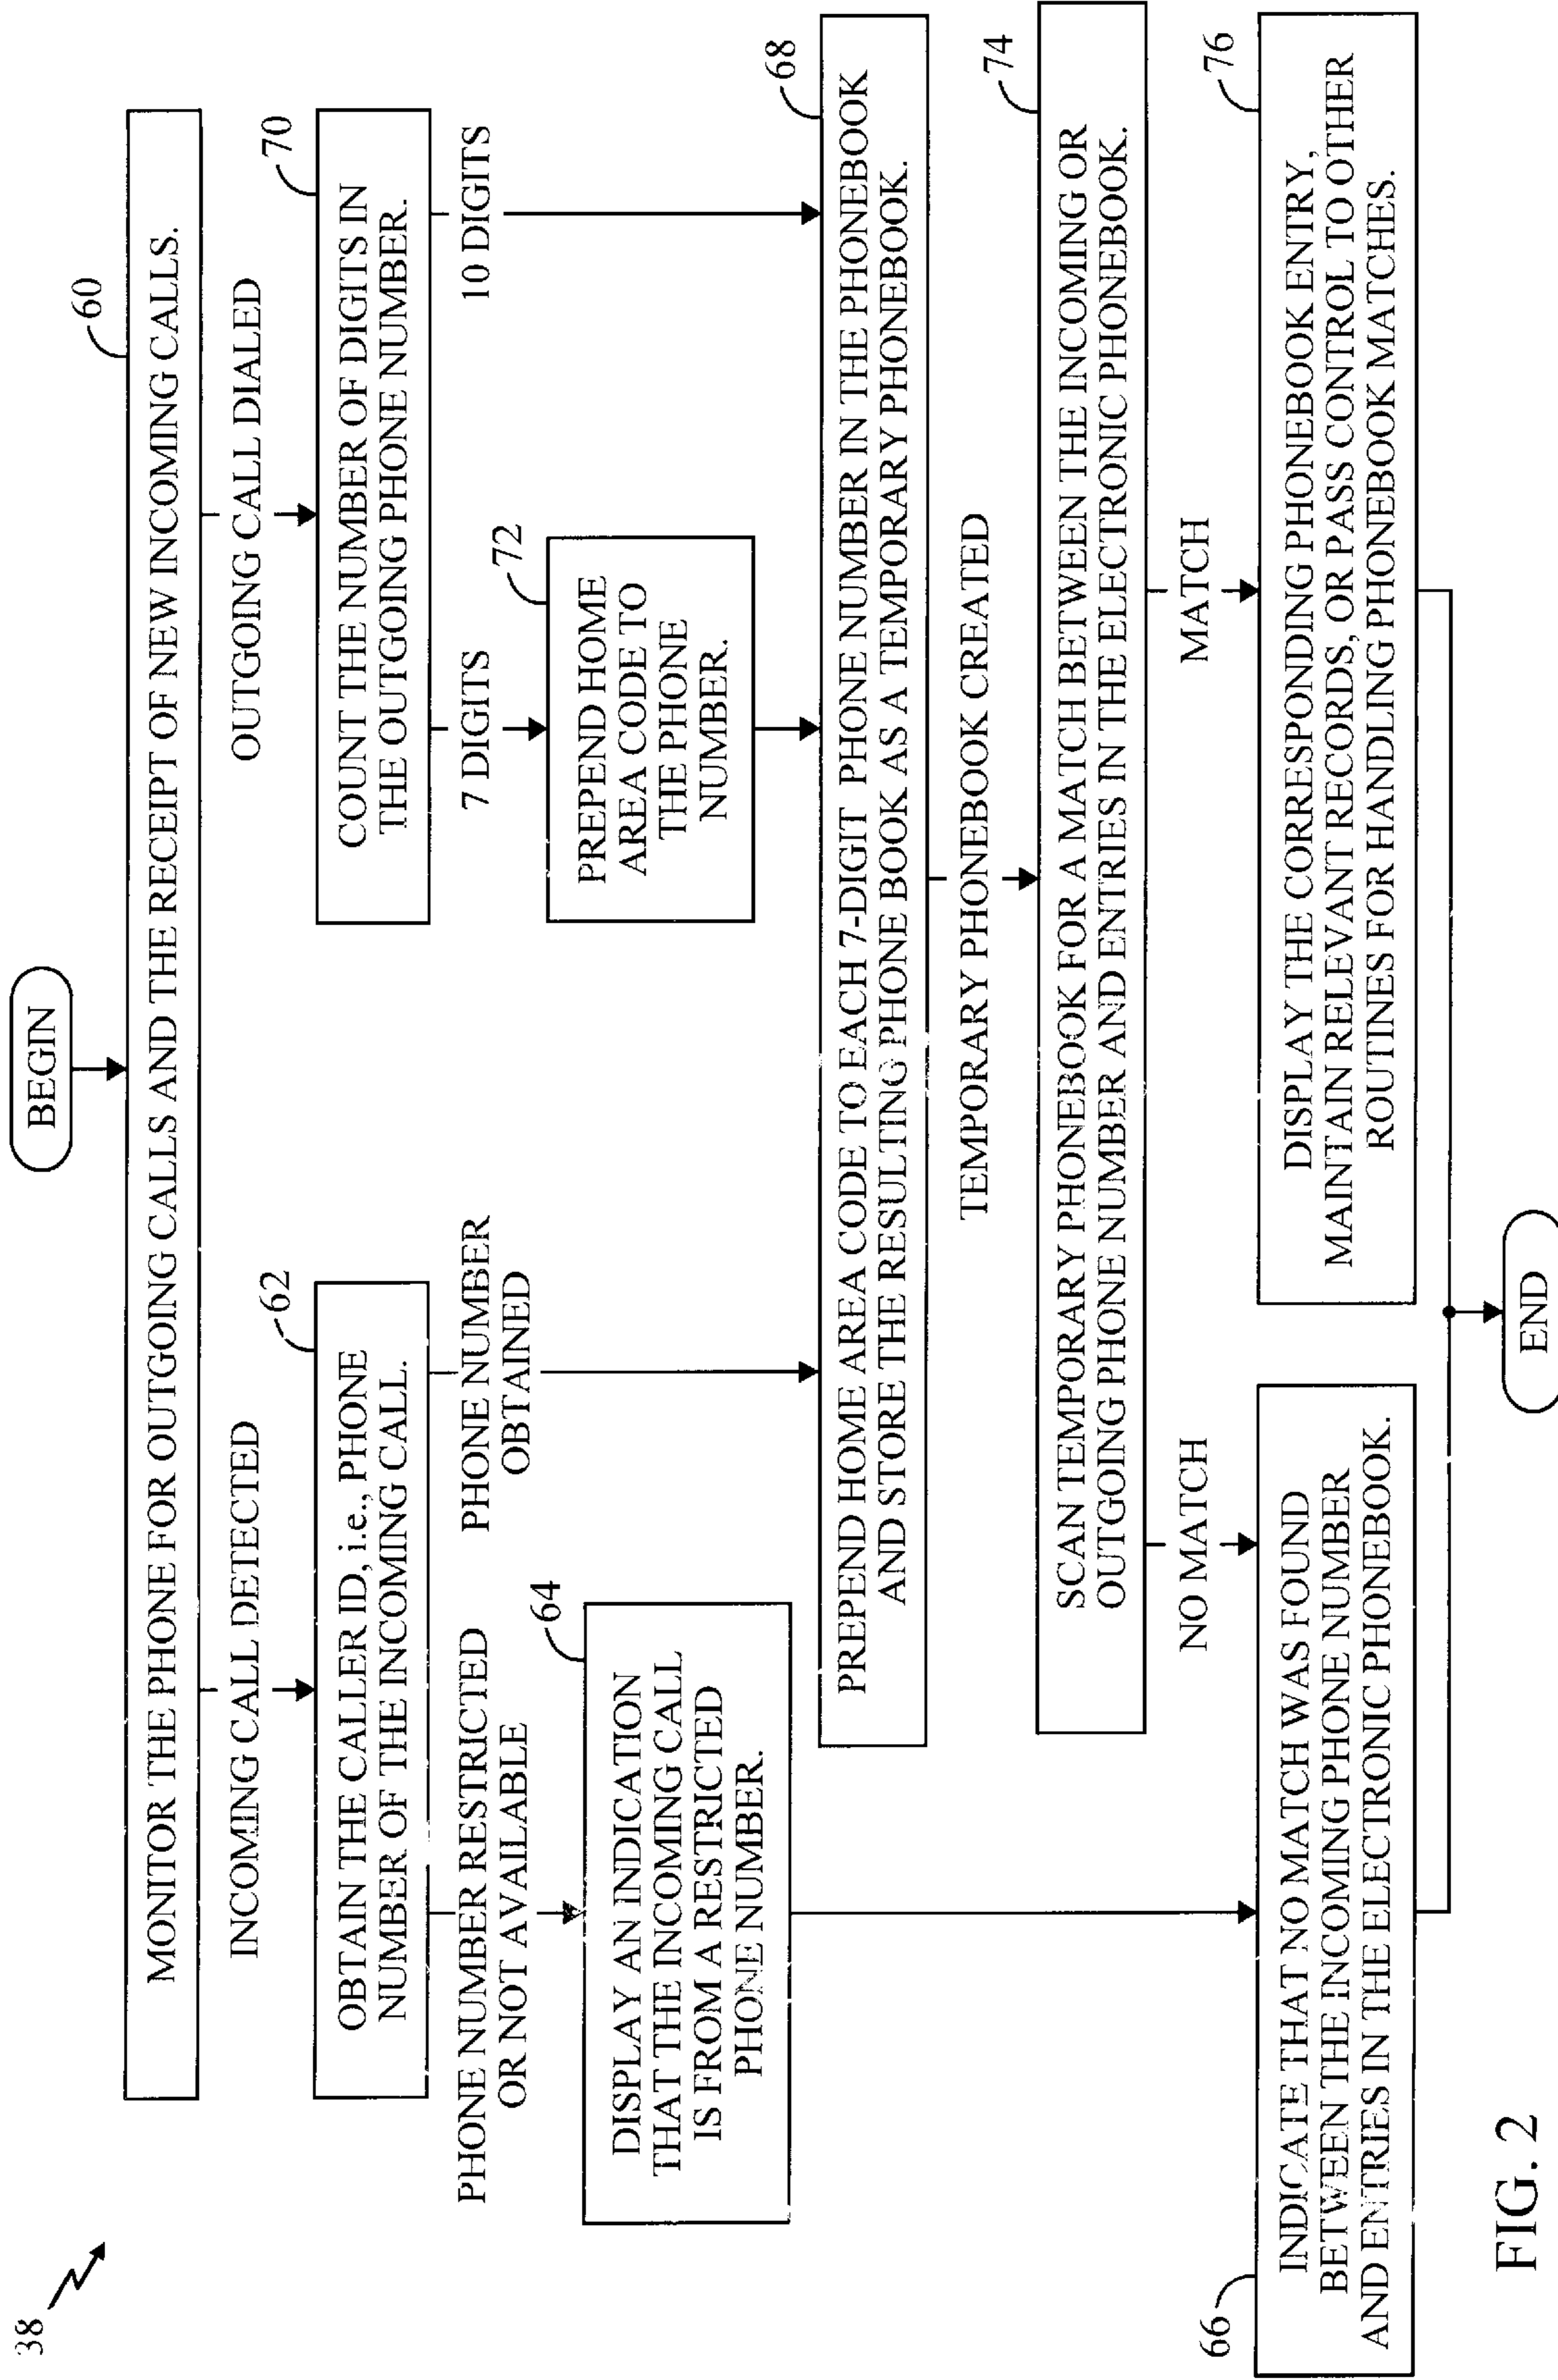 38
BEGIN
60
MONITOR THE PHONE FOR OUTGOING CALLS AND THE RECEIPT OF NEW INCOMING CALLS.
INCOMING CALL DETECTED
OUTGOING CALL DIALED
62
OBTAIN THE CALLER ID, i.e., PHONE
NUMBER OF THE INCOMING CALL.
70
COUNT THE NUMBER OF DIGITS IN
THE OUTGOING PHONE NUMBER.
PHONE NUMBER RESTRICTED
OR NOT AVAILABLE
PHONE NUMBER
OBTAINED
7 DIGITS
10 DIGITS
64
DISPLAY AN INDICATION
THAT THE INCOMING CALL
IS FROM A RESTRICTED
PHONE NUMBER.
72
PREPEND HOME
AREA CODE TO
THE PHONE
NUMBER.
68
PREPEND HOME AREA CODE TO EACH 7-DIGIT PHONE NUMBER IN THE PHONEBOOK
AND STORE THE RESULTING PHONE BOOK AS A TEMPORARY PHONEBOOK.
TEMPORARY PHONEBOOK CREATED
74
SCAN TEMPORARY PHONEBOOK FOR A MATCH BETWEEN THE INCOMING OR
OUTGOING PHONE NUMBER AND ENTRIES IN THE ELECTRONIC PHONEBOOK.
NO MATCH
MATCH
66
INDICATE THAT NO MATCH WAS FOUND
BETWEEN THE INCOMING PHONE NUMBER
AND ENTRIES IN THE ELECTRONIC PHONEBOOK.
76
DISPLAY THE CORRESPONDING PHONEBOOK ENTRY,
MAINTAIN RELEVANT RECORDS, OR PASS CONTROL TO OTHER
ROUTINES FOR HANDLING PHONEBOOK MATCHES.
END
FIG. 2